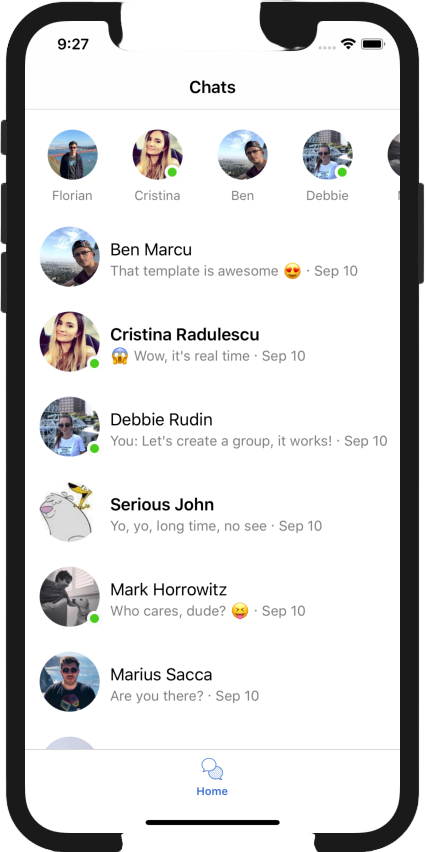 9:27
Chats
Florian
Cristina
Ben
Debbie
Ben Marcu
That template is awesome 😍 · Sep 10
Cristina Radulescu
😱 Wow, it's real time · Sep 10
Debbie Rudin
You: Let's create a group, it works! · Sep 10
Serious John
Yo, yo, long time, no see · Sep 10
Mark Horrowitz
Who cares, dude? 😝 · Sep 10
Marius Sacca
Are you there? · Sep 10
Home